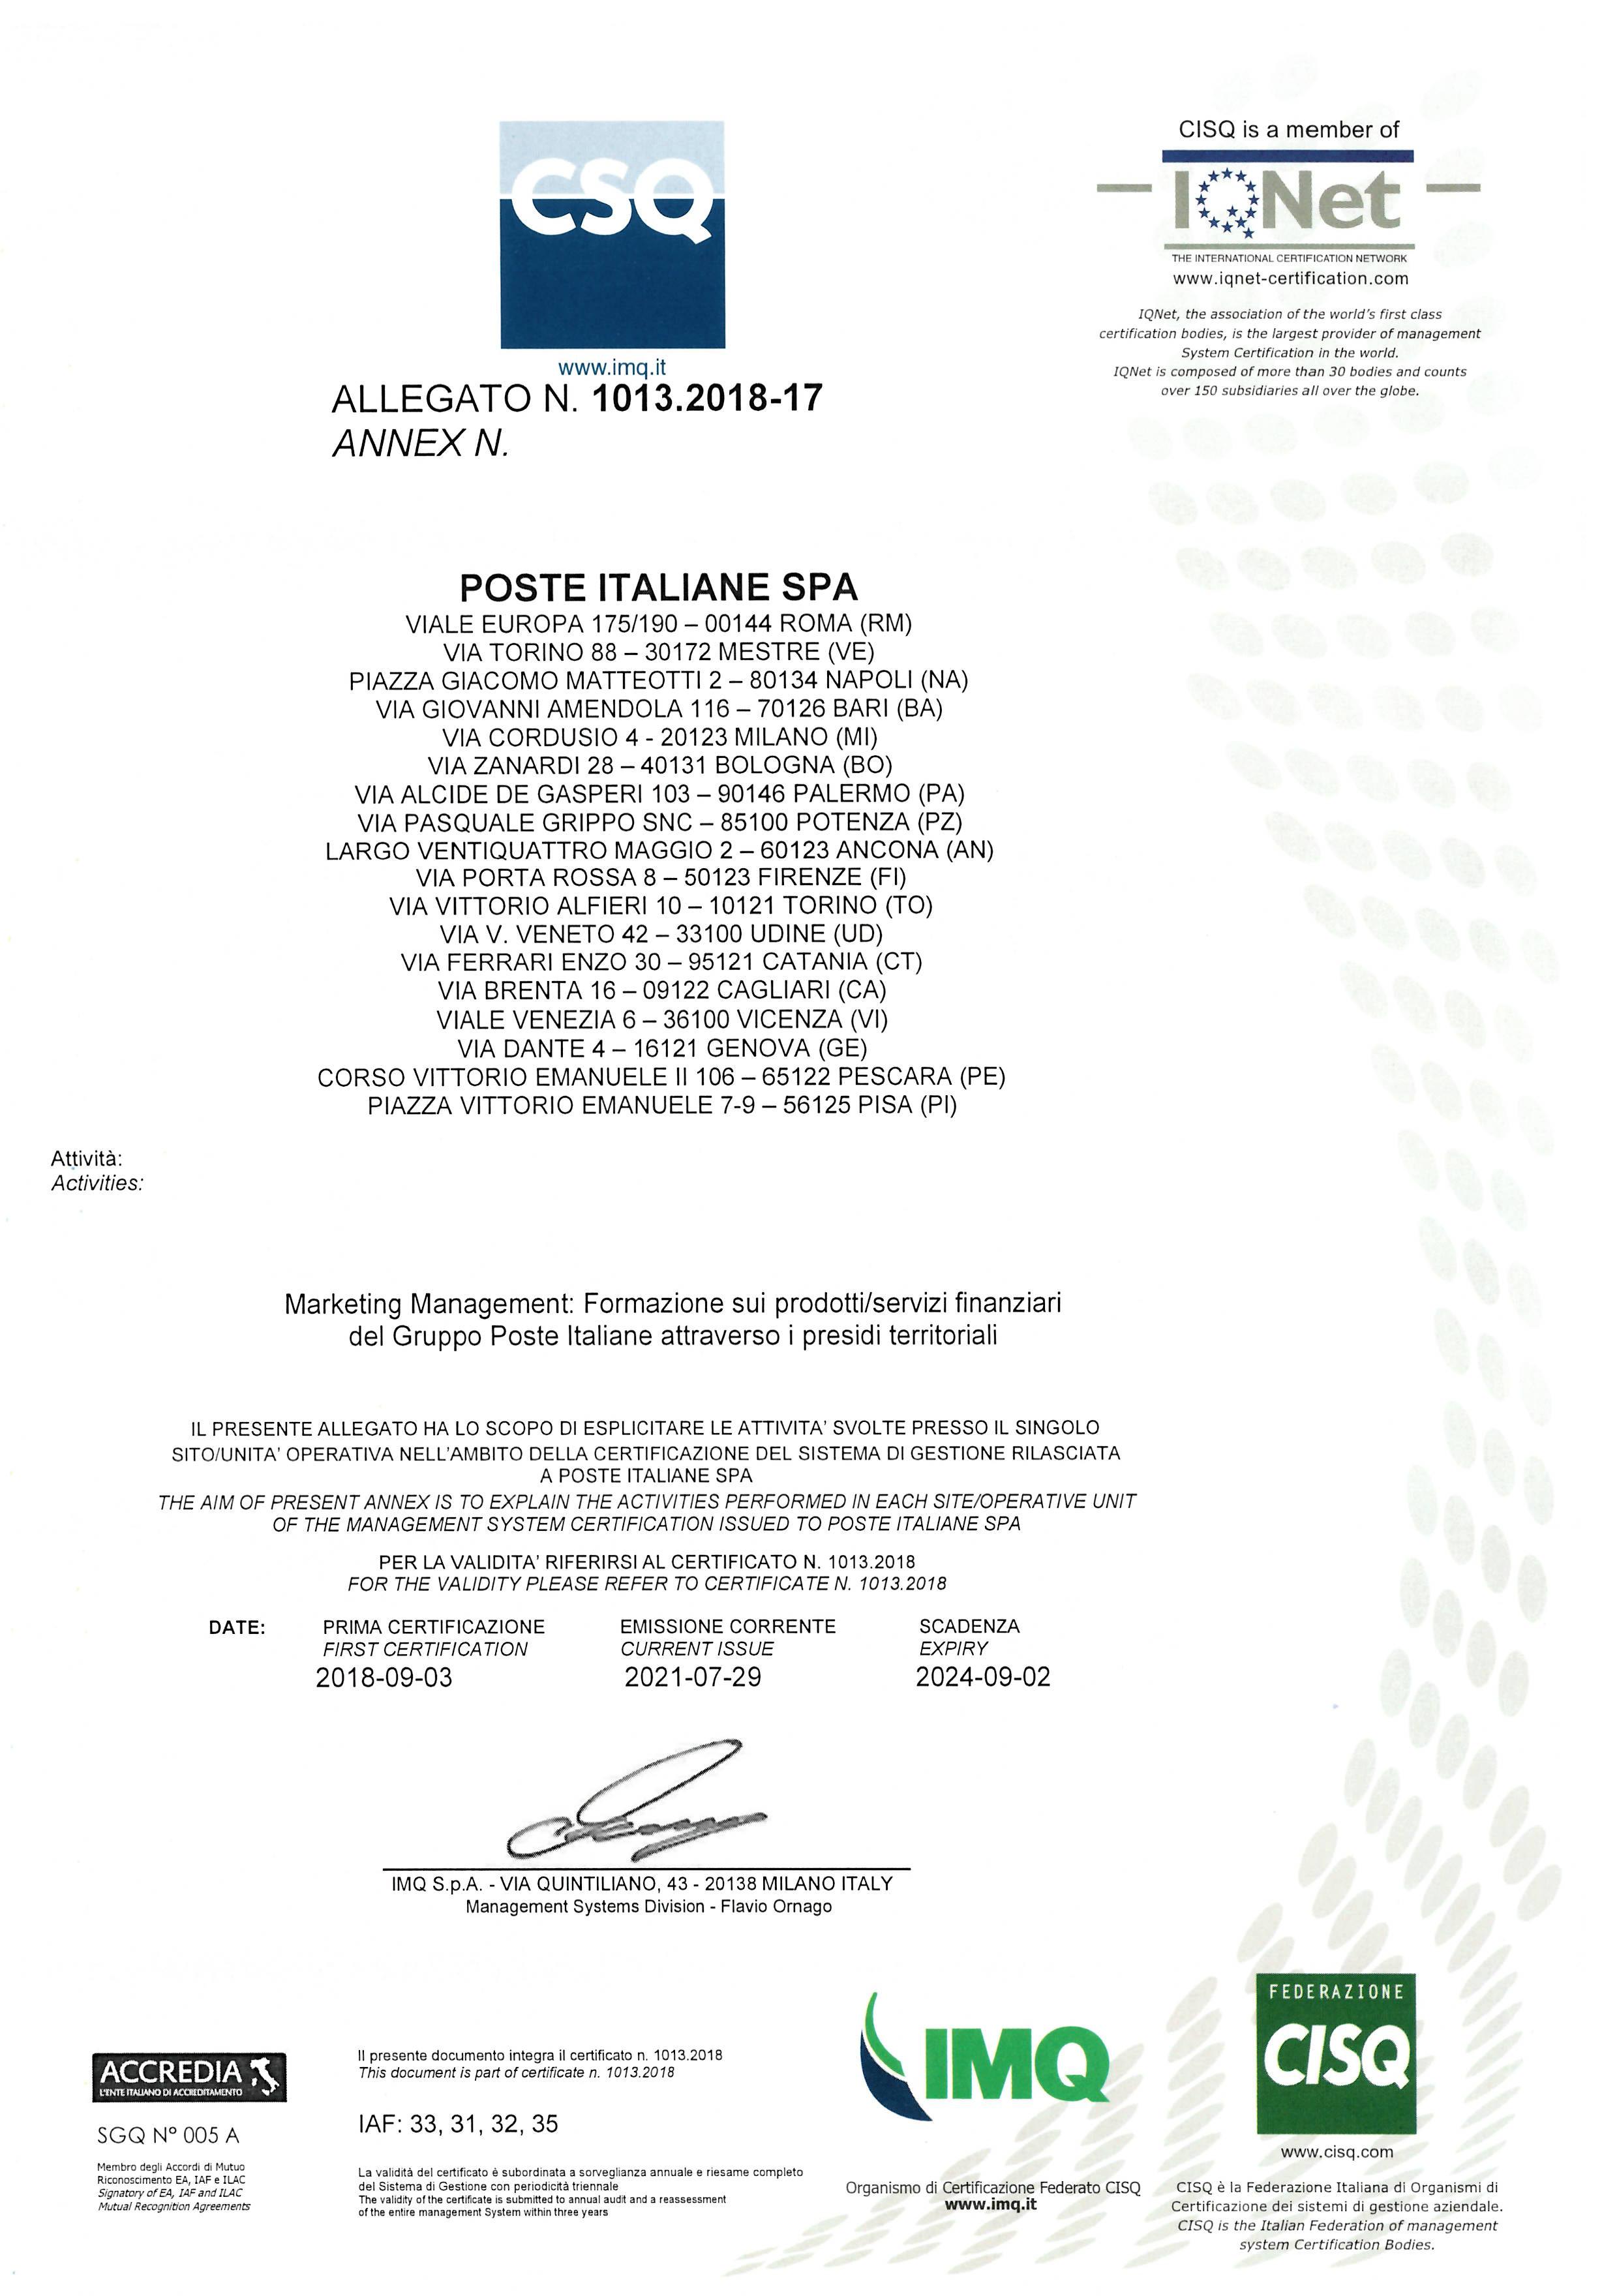 CSQ
www.imq.it
CISQ is a member of
IQNet
THE INTERNATIONAL CERTIFICATION NETWORK
www.iqnet-certification.com
IQNet, the association of the world's first class
certification bodies, is the largest provider of management
System Certification in the world.
IQNet is composed of more than 30 bodies and counts
over 150 subsidiaries all over the globe.
ALLEGATO N. 1013.2018-17
ANNEX N.
POSTE ITALIANE SPA
VIALE EUROPA 175/190 – 00144 ROMA (RM)
VIA TORINO 88 – 30172 MESTRE (VE)
PIAZZA GIACOMO MATTEOTTI 2 – 80134 NAPOLI (NA)
VIA GIOVANNI AMENDOLA 116 – 70126 BARI (BA)
VIA CORDUSIO 4 - 20123 MILANO (MI)
VIA ZANARDI 28 – 40131 BOLOGNA (BO)
VIA ALCIDE DE GASPERI 103 – 90146 PALERMO (PA)
VIA PASQUALE GRIPPO SNC – 85100 POTENZA (PZ)
LARGO VENTIQUATTRO MAGGIO 2 – 60123 ANCONA (AN)
VIA PORTA ROSSA 8 – 50123 FIRENZE (FI)
VIA VITTORIO ALFIERI 10 – 10121 TORINO (TO)
VIA V. VENETO 42 – 33100 UDINE (UD)
VIA FERRARI ENZO 30 – 95121 CATANIA (CT)
VIA BRENTA 16 – 09122 CAGLIARI (CA)
VIALE VENEZIA 6 – 36100 VICENZA (VI)
VIA DANTE 4 – 16121 GENOVA (GE)
CORSO VITTORIO EMANUELE II 106 – 65122 PESCARA (PE)
PIAZZA VITTORIO EMANUELE 7-9 – 56125 PISA (PI)
Attività:
Activities:
Marketing Management: Formazione sui prodotti/servizi finanziari
del Gruppo Poste Italiane attraverso i presidi territoriali
IL PRESENTE ALLEGATO HA LO SCOPO DI ESPLICITARE LE ATTIVITA' SVOLTE PRESSO IL SINGOLO
SITO/UNITA' OPERATIVA NELL'AMBITO DELLA CERTIFICAZIONE DEL SISTEMA DI GESTIONE RILASCIATA
A POSTE ITALIANE SPA
THE AIM OF PRESENT ANNEX IS TO EXPLAIN THE ACTIVITIES PERFORMED IN EACH SITE/OPERATIVE UNIT
OF THE MANAGEMENT SYSTEM CERTIFICATION ISSUED TO POSTE ITALIANE SPA
PER LA VALIDITA' RIFERIRSI AL CERTIFICATO N. 1013.2018
FOR THE VALIDITY PLEASE REFER TO CERTIFICATE N. 1013.2018
DATE: PRIMA CERTIFICAZIONE EMISSIONE CORRENTE SCADENZA
FIRST CERTIFICATION CURRENT ISSUE EXPIRY
2018-09-03 2021-07-29 2024-09-02
IMQ S.p.A. - VIA QUINTILIANO, 43 - 20138 MILANO ITALY
Management Systems Division - Flavio Ornago
ACCREDIA
L'ENTE ITALIANO DI ACCREDITAMENTO
SGQ N° 005 A
Membro degli Accordi di Mutuo
Riconoscimento EA, IAF e ILAC
Signatory of EA, IAF and ILAC
Mutual Recognition Agreements
Il presente documento integra il certificato n. 1013.2018
This document is part of certificate n. 1013.2018
IAF: 33, 31, 32, 35
La validità del certificato è subordinata a sorveglianza annuale e riesame completo
del Sistema di Gestione con periodicità triennale
The validity of the certificate is submitted to annual audit and a reassessment
of the entire management System within three years
IMQ
Organismo di Certificazione Federato CISQ
www.imq.it
FEDERAZIONE
CISQ
www.cisq.com
CISQ è la Federazione Italiana di Organismi di
Certificazione dei sistemi di gestione aziendale.
CISQ is the Italian Federation of management
system Certification Bodies.